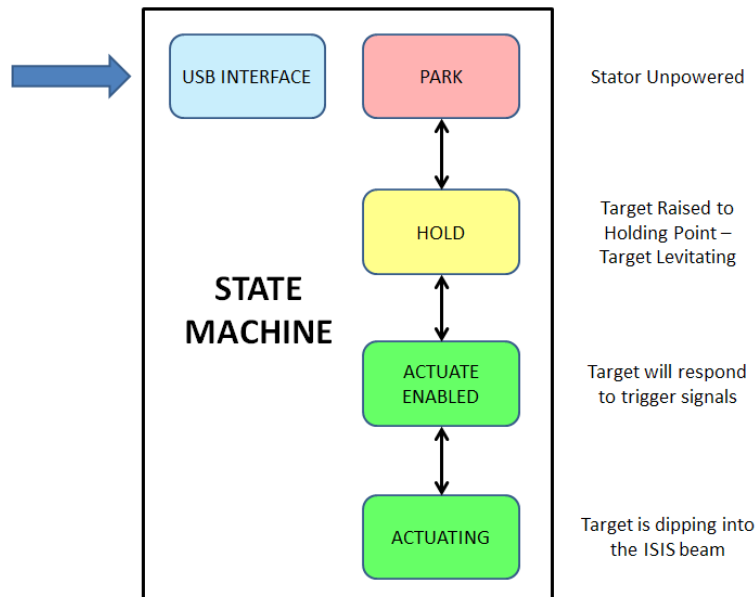 USB INTERFACE
PARK
Stator Unpowered
HOLD
Target Raised to
Holding Point –
Target Levitating
STATE
MACHINE
ACTUATE
ENABLED
Target will respond
to trigger signals
ACTUATING
Target is dipping into
the ISIS beam